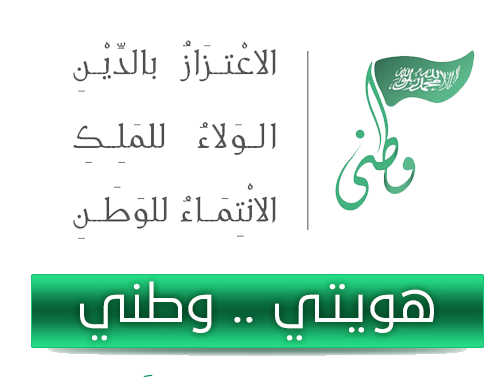 الاعْتـزَازُ بالدِّيْـنِ
الـوَلاءُ للمَلِـكِ
الانْتِمَـاءُ للوَطَـنِ
وطني
هويتي .. وطني